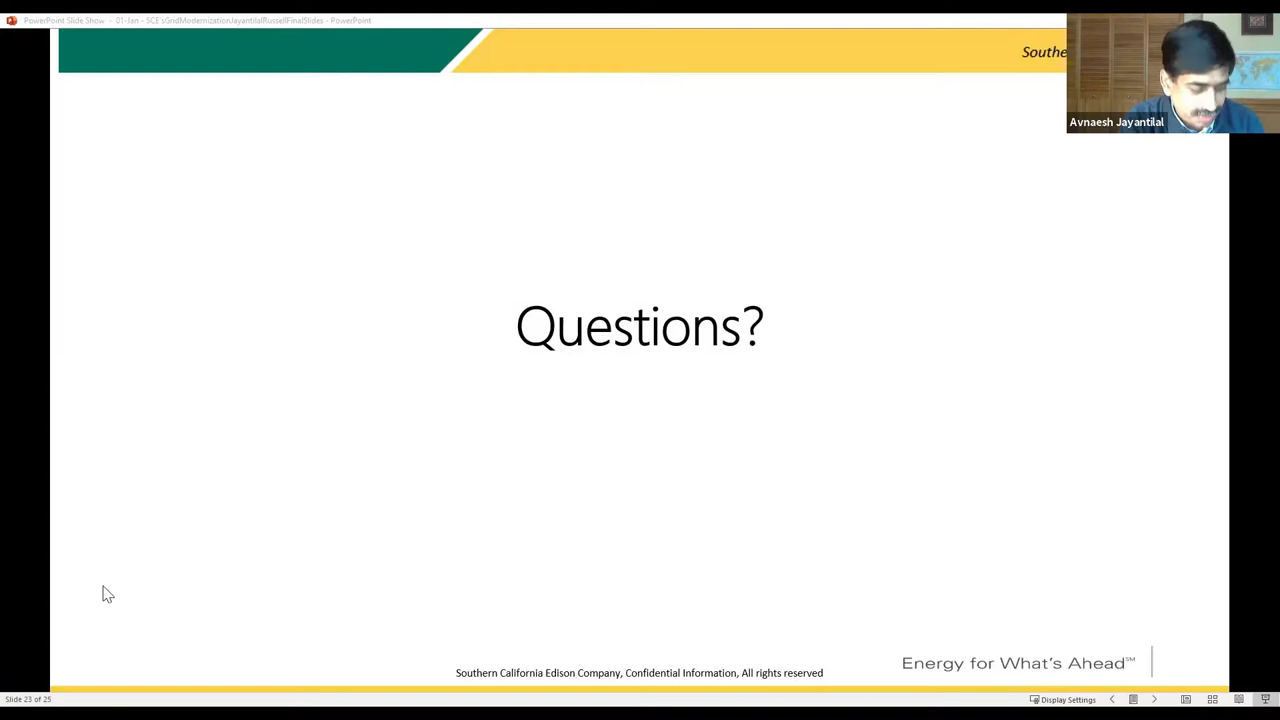 PowerPoint Slide Show - 01-Jan - SCE'sGridModernizationJayantilalRussellFinalSlides - PowerPoint
Southe
Avnaesh Jayantilal
Questions?
Energy for What's Ahead℠
Southern California Edison Company, Confidential Information, All rights reserved
Slide 23 of 25
Display Settings